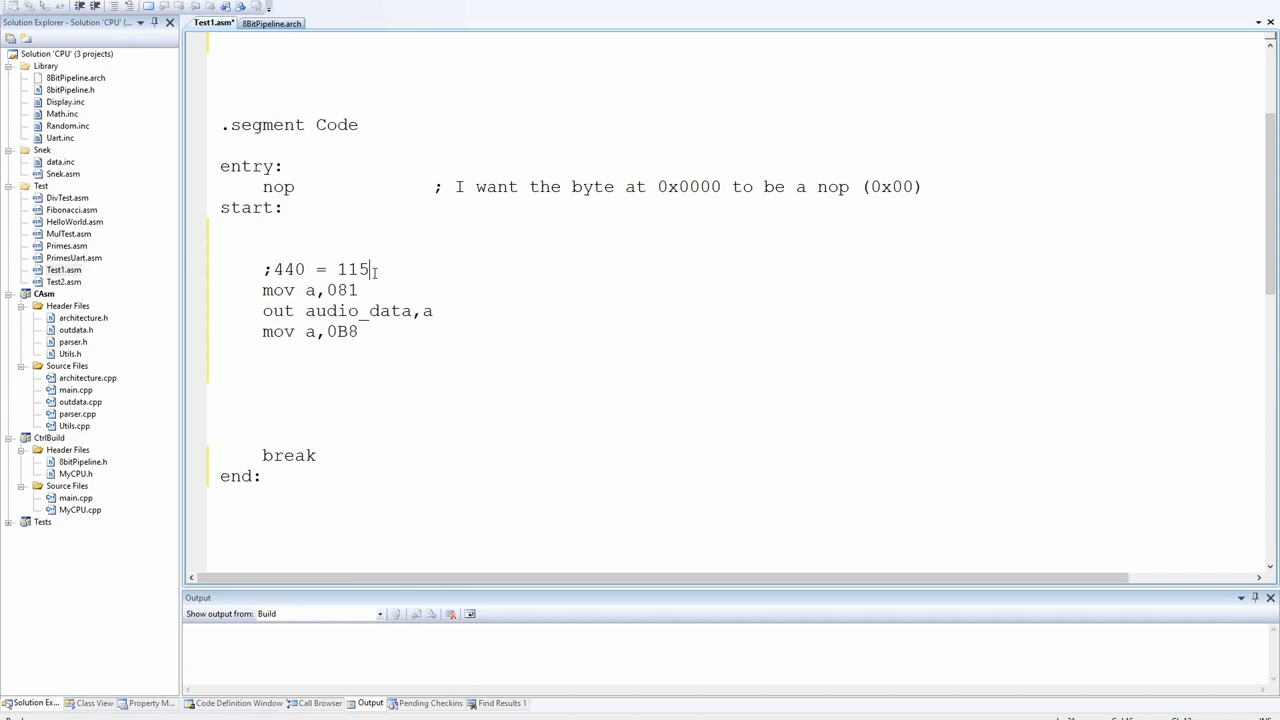 Solution Explorer - Solution 'CPU' (...
Test1.asm*
8BitPipeline.arch
Solution 'CPU' (3 projects)
Library
8BitPipeline.arch
8bitPipeline.h
Display.inc
Math.inc
Random.inc
Uart.inc
Snek
data.inc
Snek.asm
Test
DivTest.asm
Fibonacci.asm
HelloWorld.asm
MulTest.asm
Primes.asm
PrimesUart.asm
Test1.asm
Test2.asm
CAsm
Header Files
architecture.h
outdata.h
parser.h
Utils.h
Source Files
architecture.cpp
main.cpp
outdata.cpp
parser.cpp
Utils.cpp
CtrlBuild
Header Files
8bitPipeline.h
MyCPU.h
Source Files
main.cpp
MyCPU.cpp
Tests
.segment Code
entry:
nop ; I want the byte at 0x0000 to be a nop (0x00)
start:
;440 = 115
mov a,081
out audio_data,a
mov a,0B8
break
end:
Output
Show output from: Build
Solution Ex...
Class View
Property M...
Code Definition Window
Call Browser
Output
Pending Checkins
Find Results 1
INS